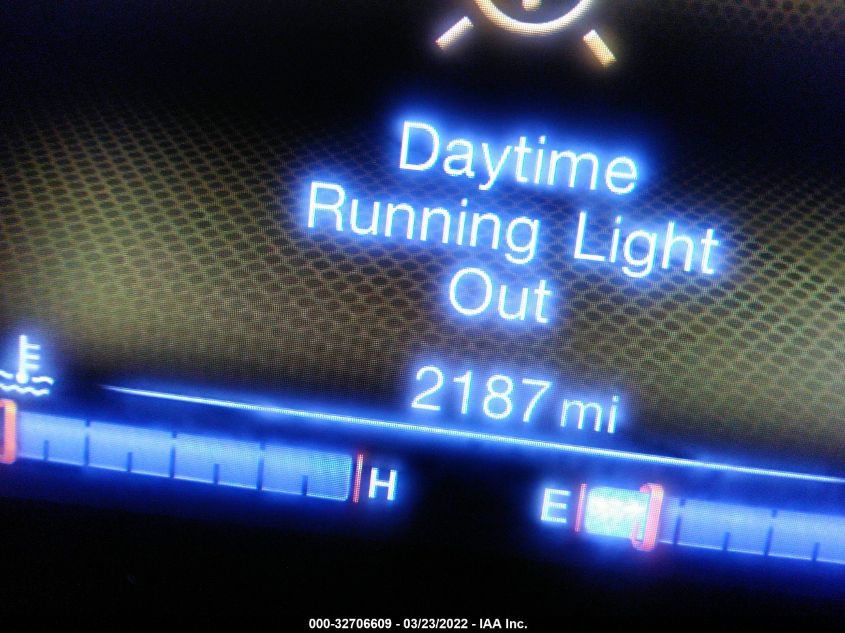 Daytime
Running Light
Out
2187 mi
H
E
000-32706609 - 03/23/2022 - IAA Inc.